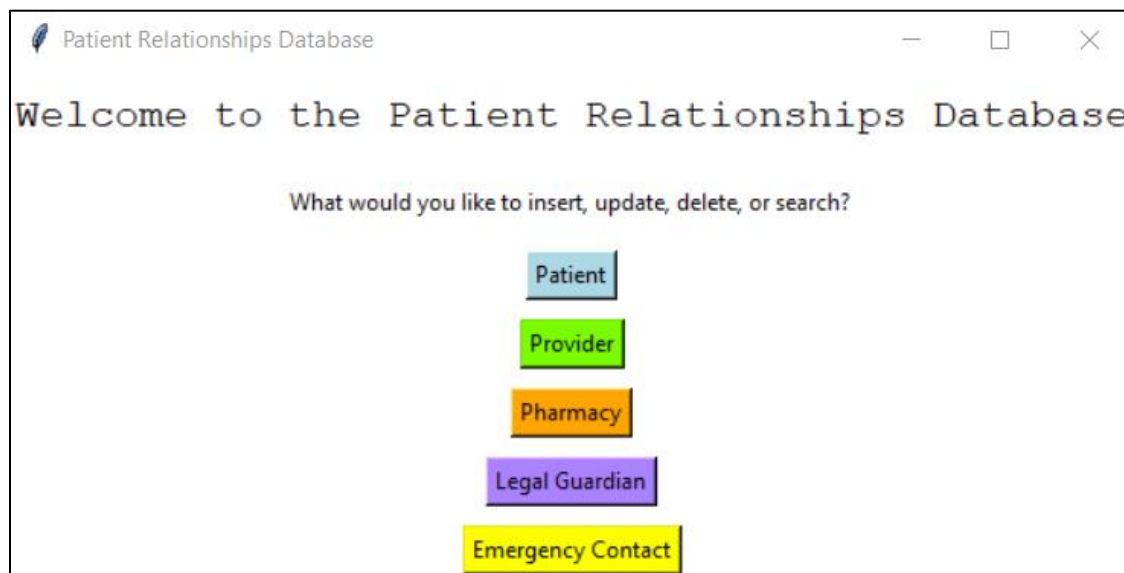 Patient Relationships Database
Welcome to the Patient Relationships Database
What would you like to insert, update, delete, or search?
Patient
Provider
Pharmacy
Legal Guardian
Emergency Contact